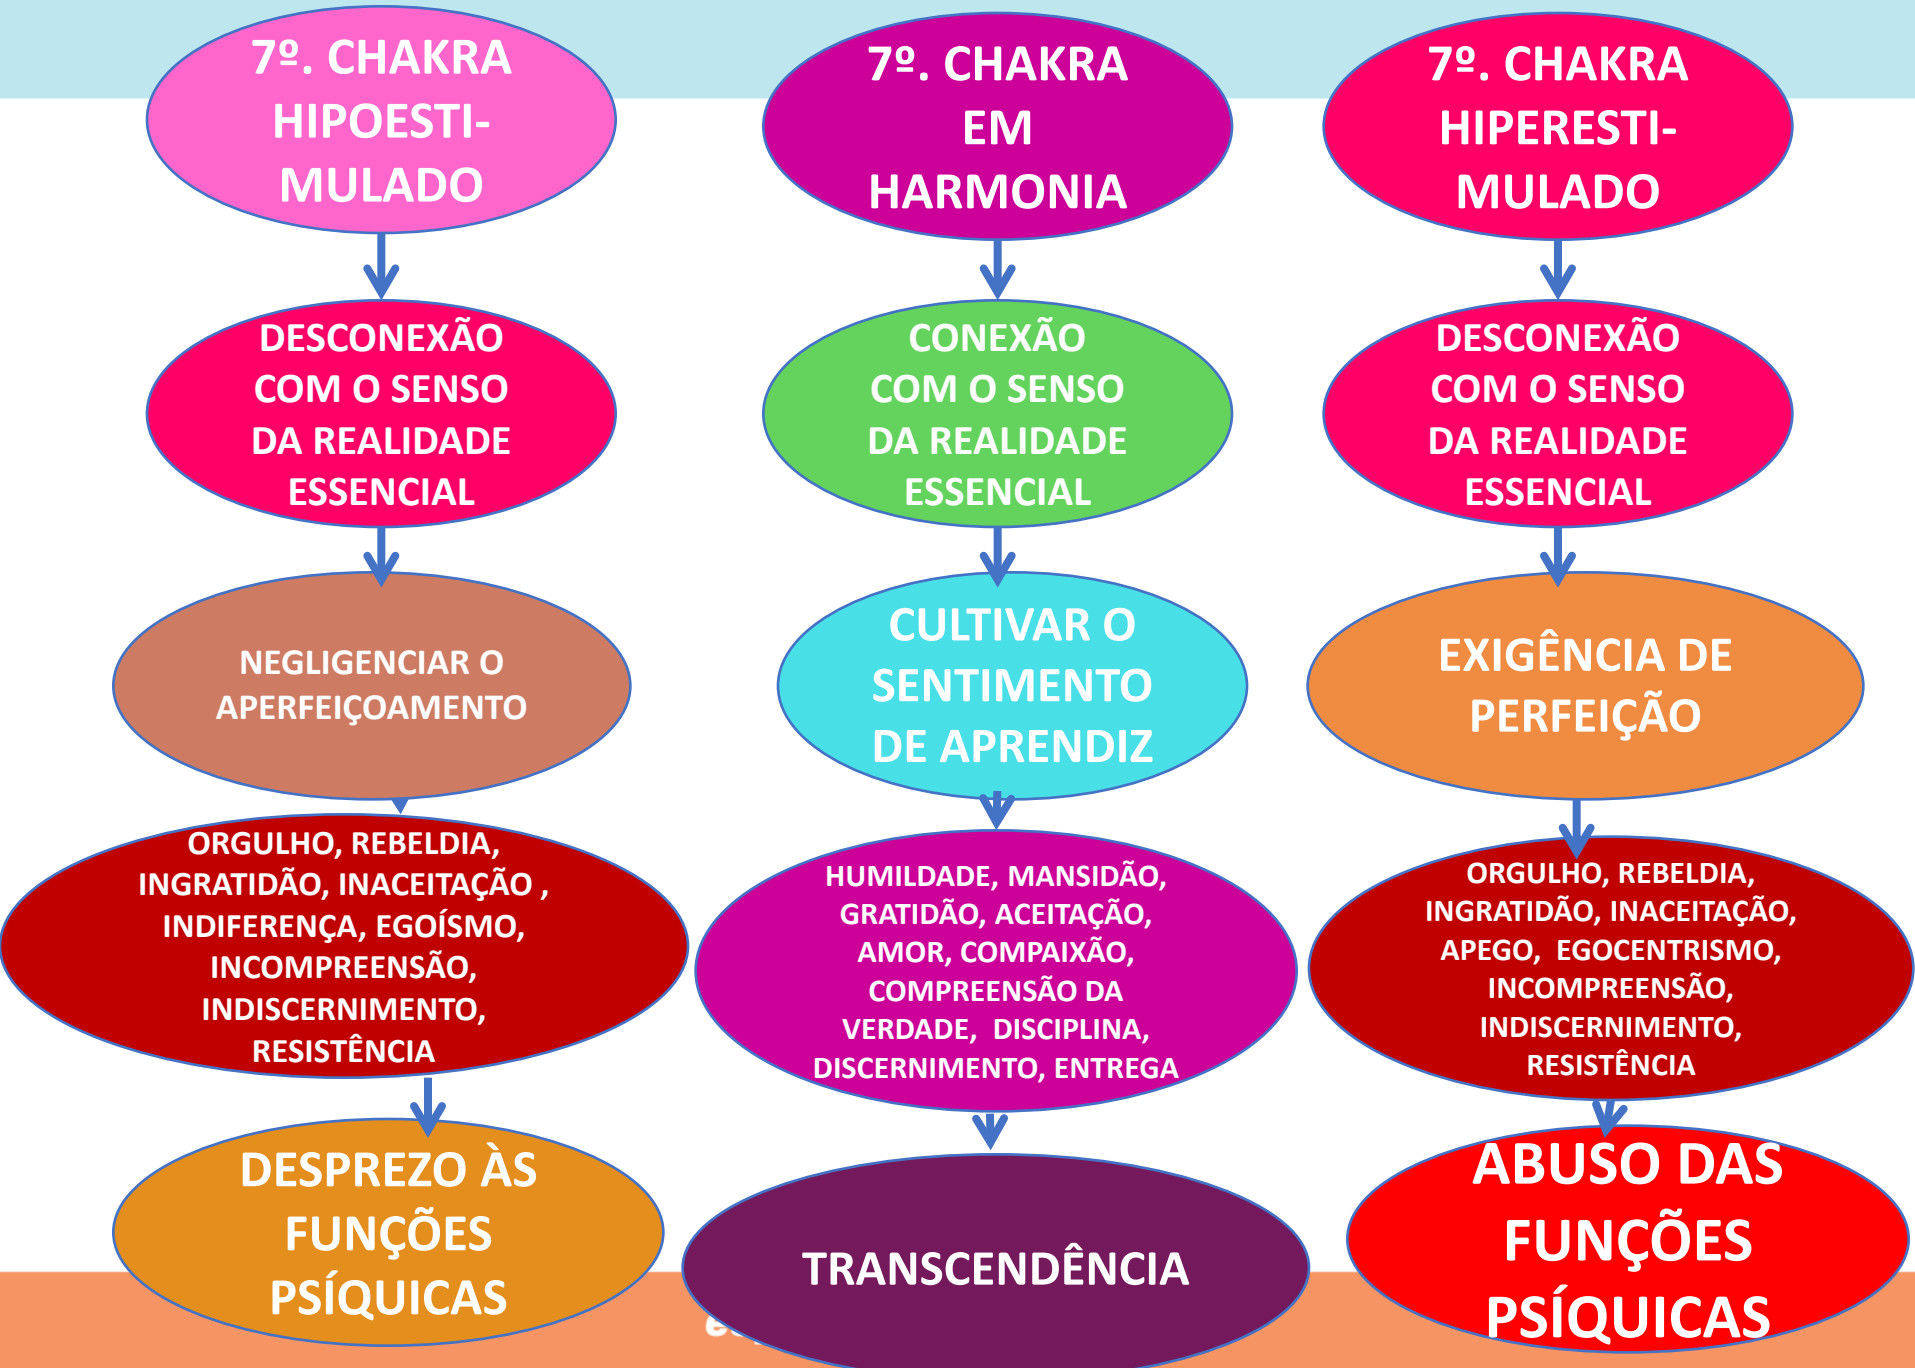 7º. CHAKRA
HIPOESTI-
MULADO
DESCONEXÃO
COM O SENSO
DA REALIDADE
ESSENCIAL
NEGLIGENCIAR O
APERFEIÇOAMENTO
ORGULHO, REBELDIA,
INGRATIDÃO, INACEITAÇÃO ,
INDIFERENÇA, EGOÍSMO,
INCOMPREENSÃO,
INDISCERNIMENTO,
RESISTÊNCIA
DESPREZO ÀS
FUNÇÕES
PSÍQUICAS
7º. CHAKRA
EM
HARMONIA
CONEXÃO
COM O SENSO
DA REALIDADE
ESSENCIAL
CULTIVAR O
SENTIMENTO
DE APRENDIZ
HUMILDADE, MANSIDÃO,
GRATIDÃO, ACEITAÇÃO,
AMOR, COMPAIXÃO,
COMPREENSÃO DA
VERDADE, DISCIPLINA,
DISCERNIMENTO, ENTREGA
TRANSCENDÊNCIA
7º. CHAKRA
HIPERESTI-
MULADO
DESCONEXÃO
COM O SENSO
DA REALIDADE
ESSENCIAL
EXIGÊNCIA DE
PERFEIÇÃO
ORGULHO, REBELDIA,
INGRATIDÃO, INACEITAÇÃO,
APEGO, EGOCENTRISMO,
INCOMPREENSÃO,
INDISCERNIMENTO,
RESISTÊNCIA
ABUSO DAS
FUNÇÕES
PSÍQUICAS